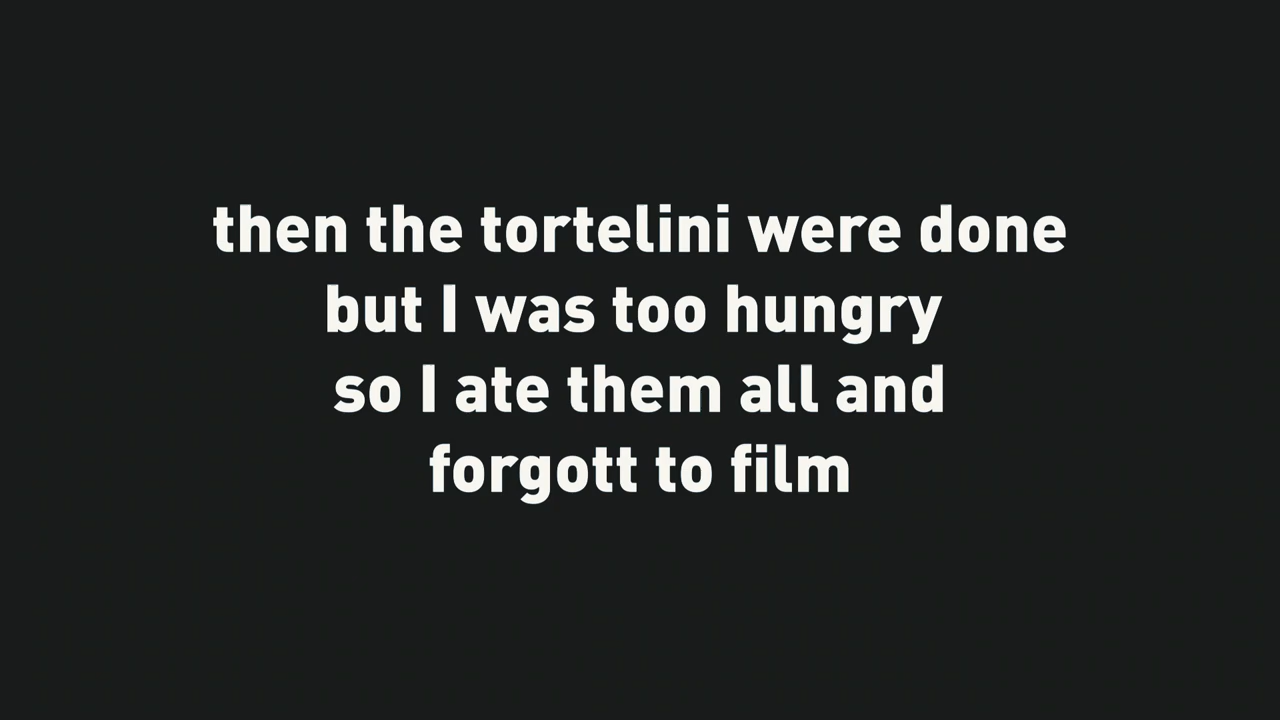 then the tortelini were done
but I was too hungry
so I ate them all and
forgott to film